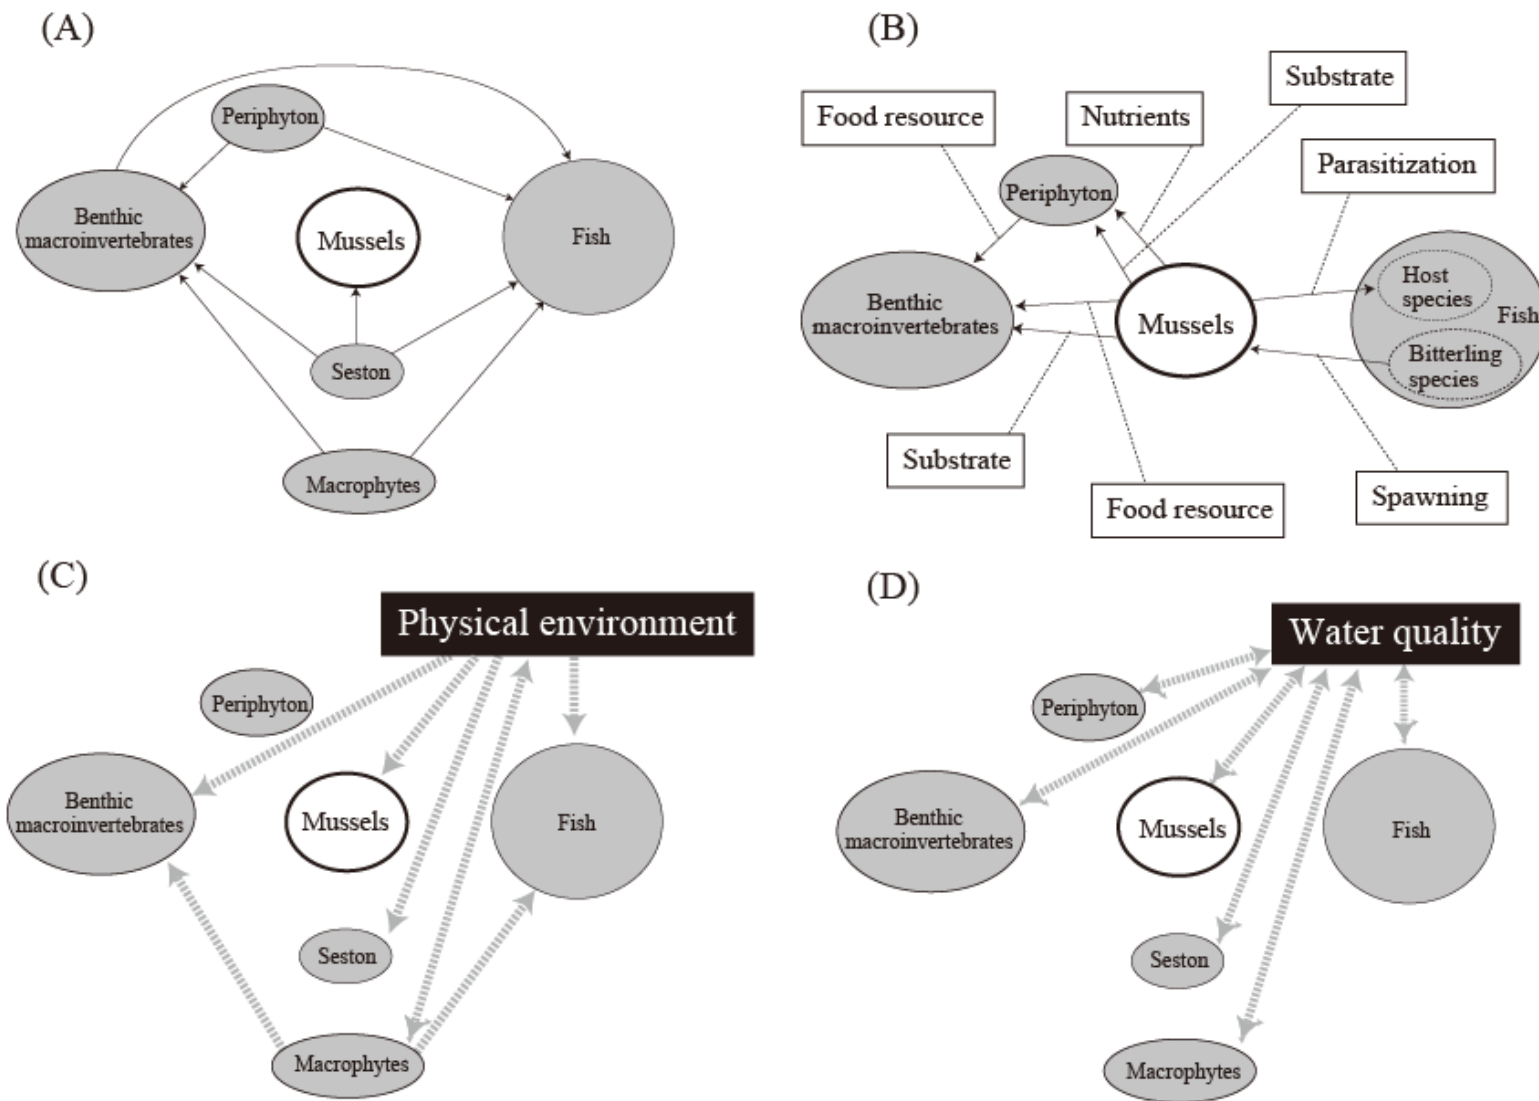 (A)
Periphyton
Benthic
macroinvertebrates
Mussels
Fish
Seston
Macrophytes
(B)
Substrate
Food resource
Nutrients
Parasitization
Periphyton
Benthic
macroinvertebrates
Mussels
Host
species
Fish
Bitterling
species
Substrate
Food resource
Spawning
(C)
Physical environment
Periphyton
Benthic
macroinvertebrates
Mussels
Fish
Seston
Macrophytes
(D)
Water quality
Periphyton
Benthic
macroinvertebrates
Mussels
Fish
Seston
Macrophytes